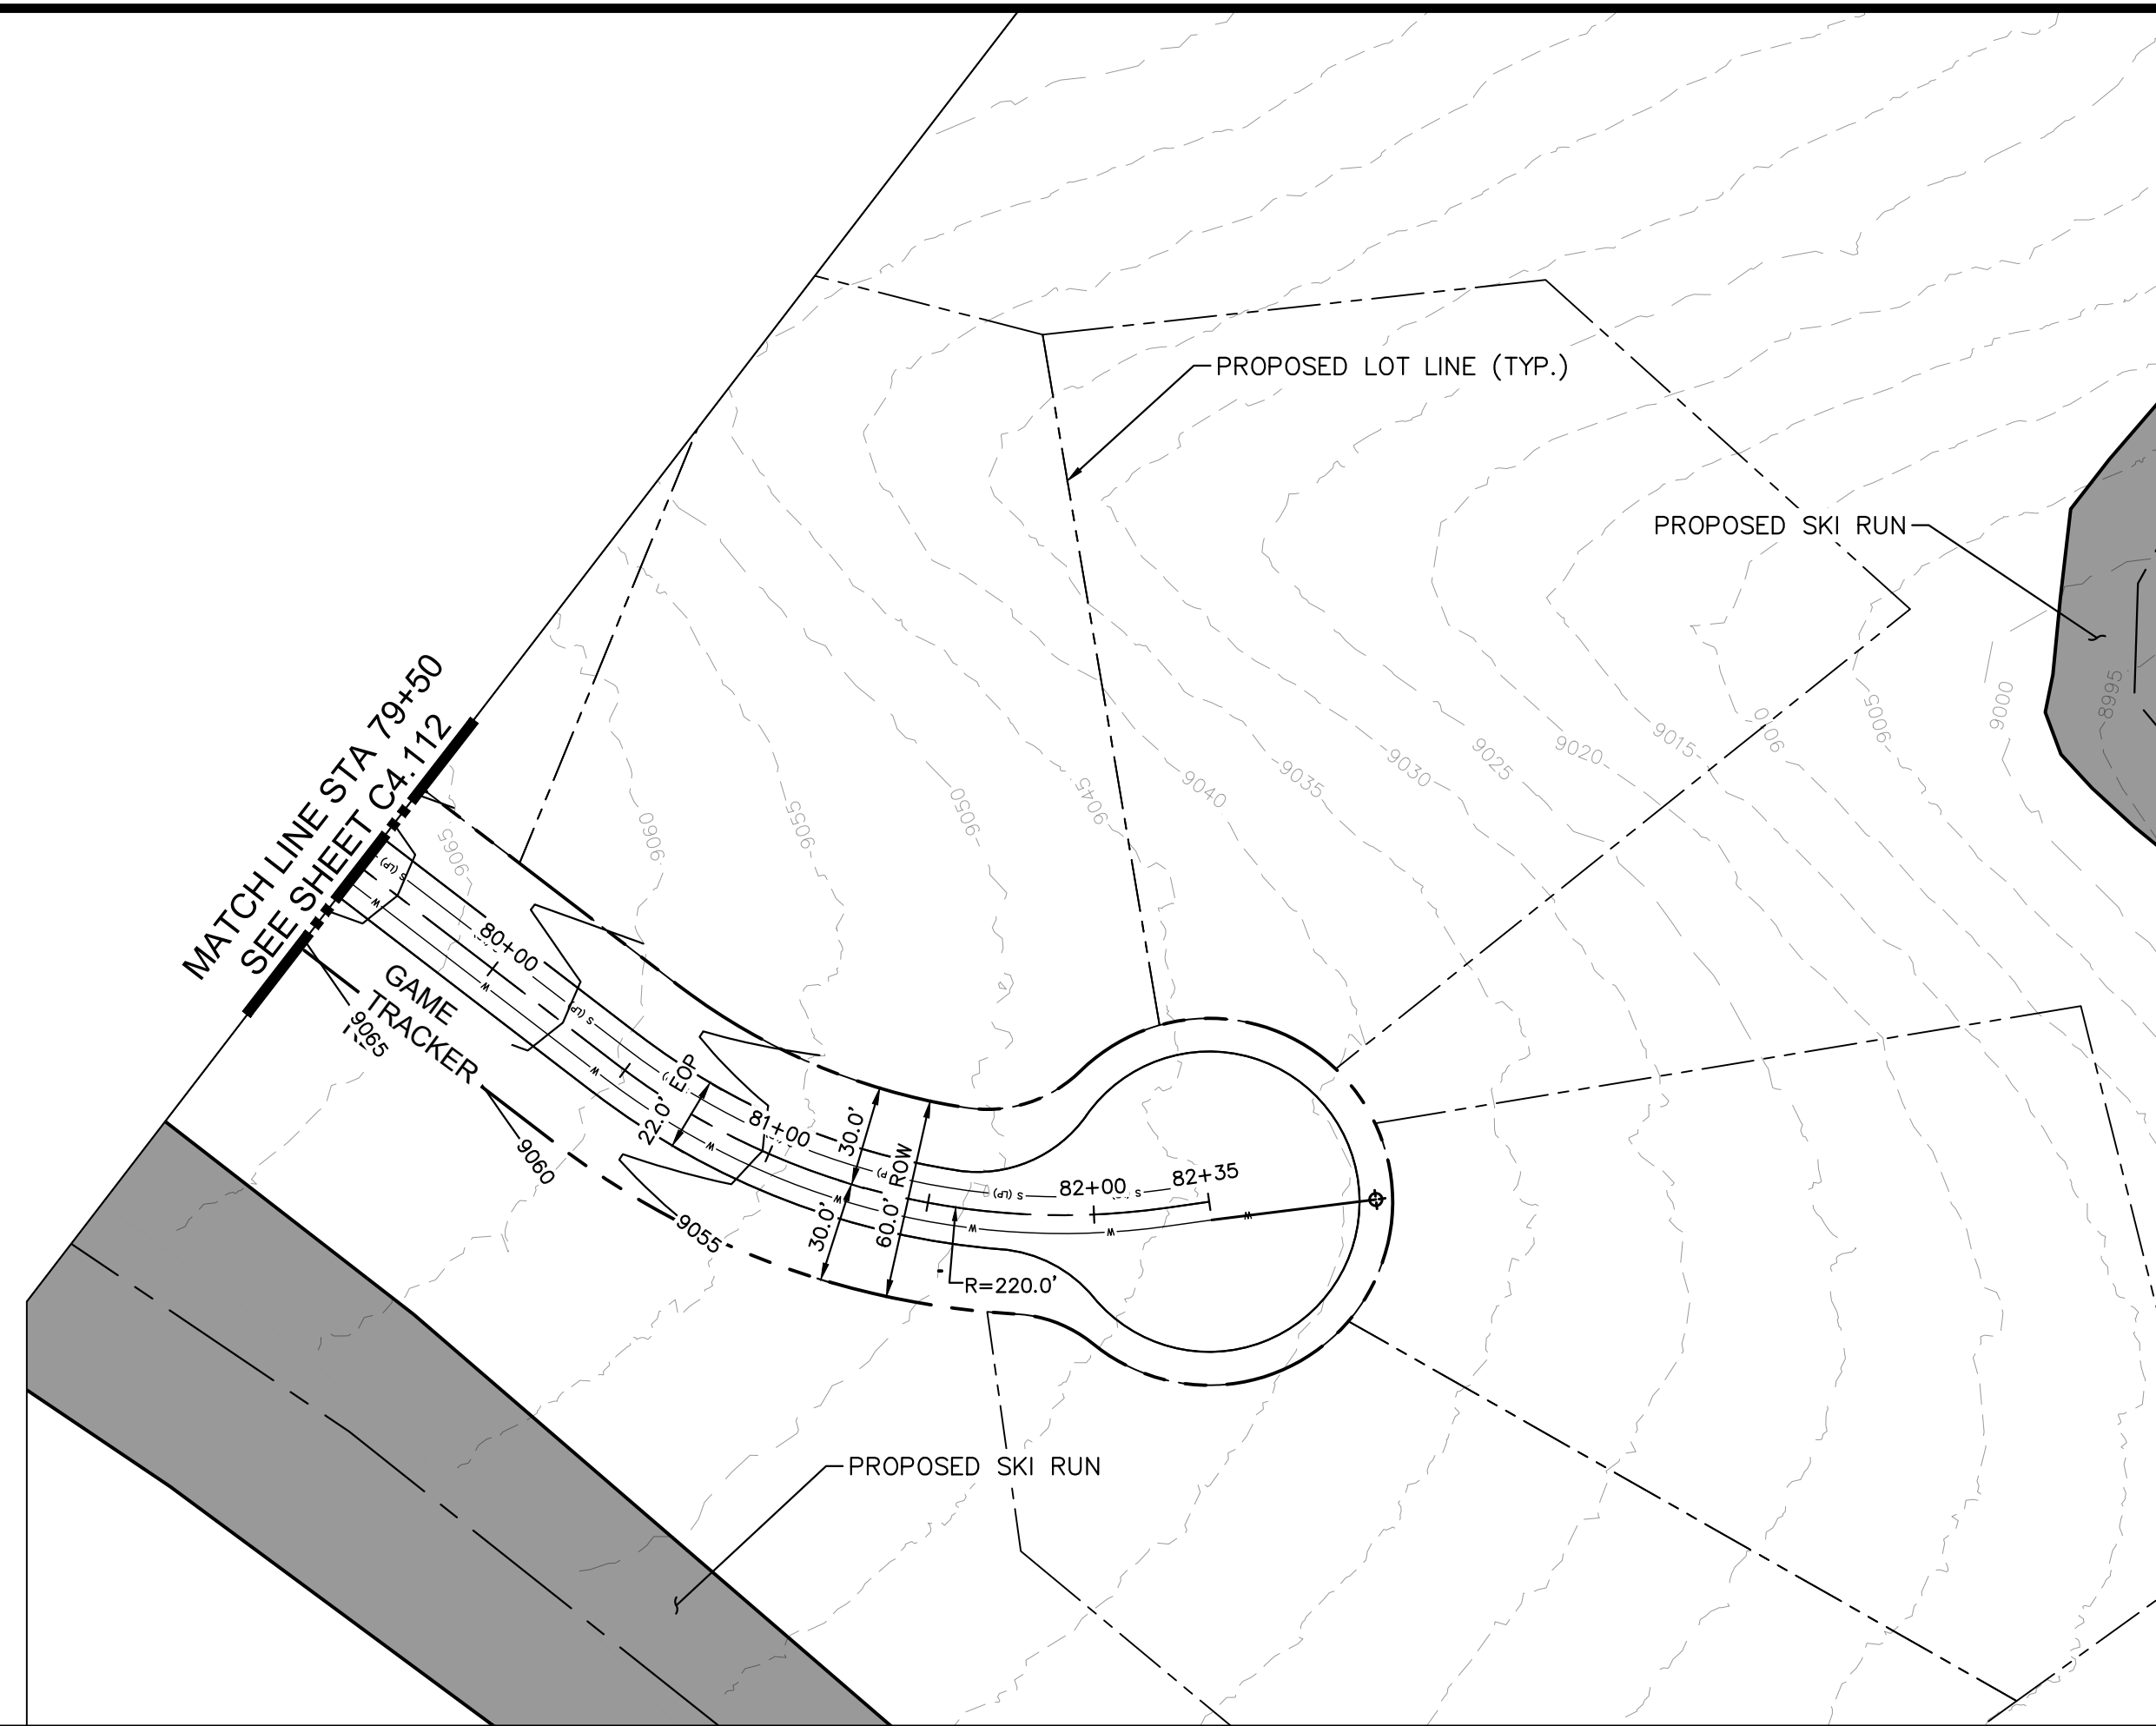 PROPOSED LOT LINE (TYP.)
PROPOSED SKI RUN
MATCH LINE STA 79+50
SEE SHEET C4.112
9065
9060
9055
9050
9045
9040
9035
9030
9025
9020
9015
9005
9000
8995
S (LP)
W
80+00
W
S (LP)
GAME
TRACKER
9065
W
EOP
22.0'
81+00
W
30.0'
ROW
60.0'
30.0'
W
9060
9055
S (LP)
82+00
S
82+35
W
W
W
R=220.0'
PROPOSED SKI RUN